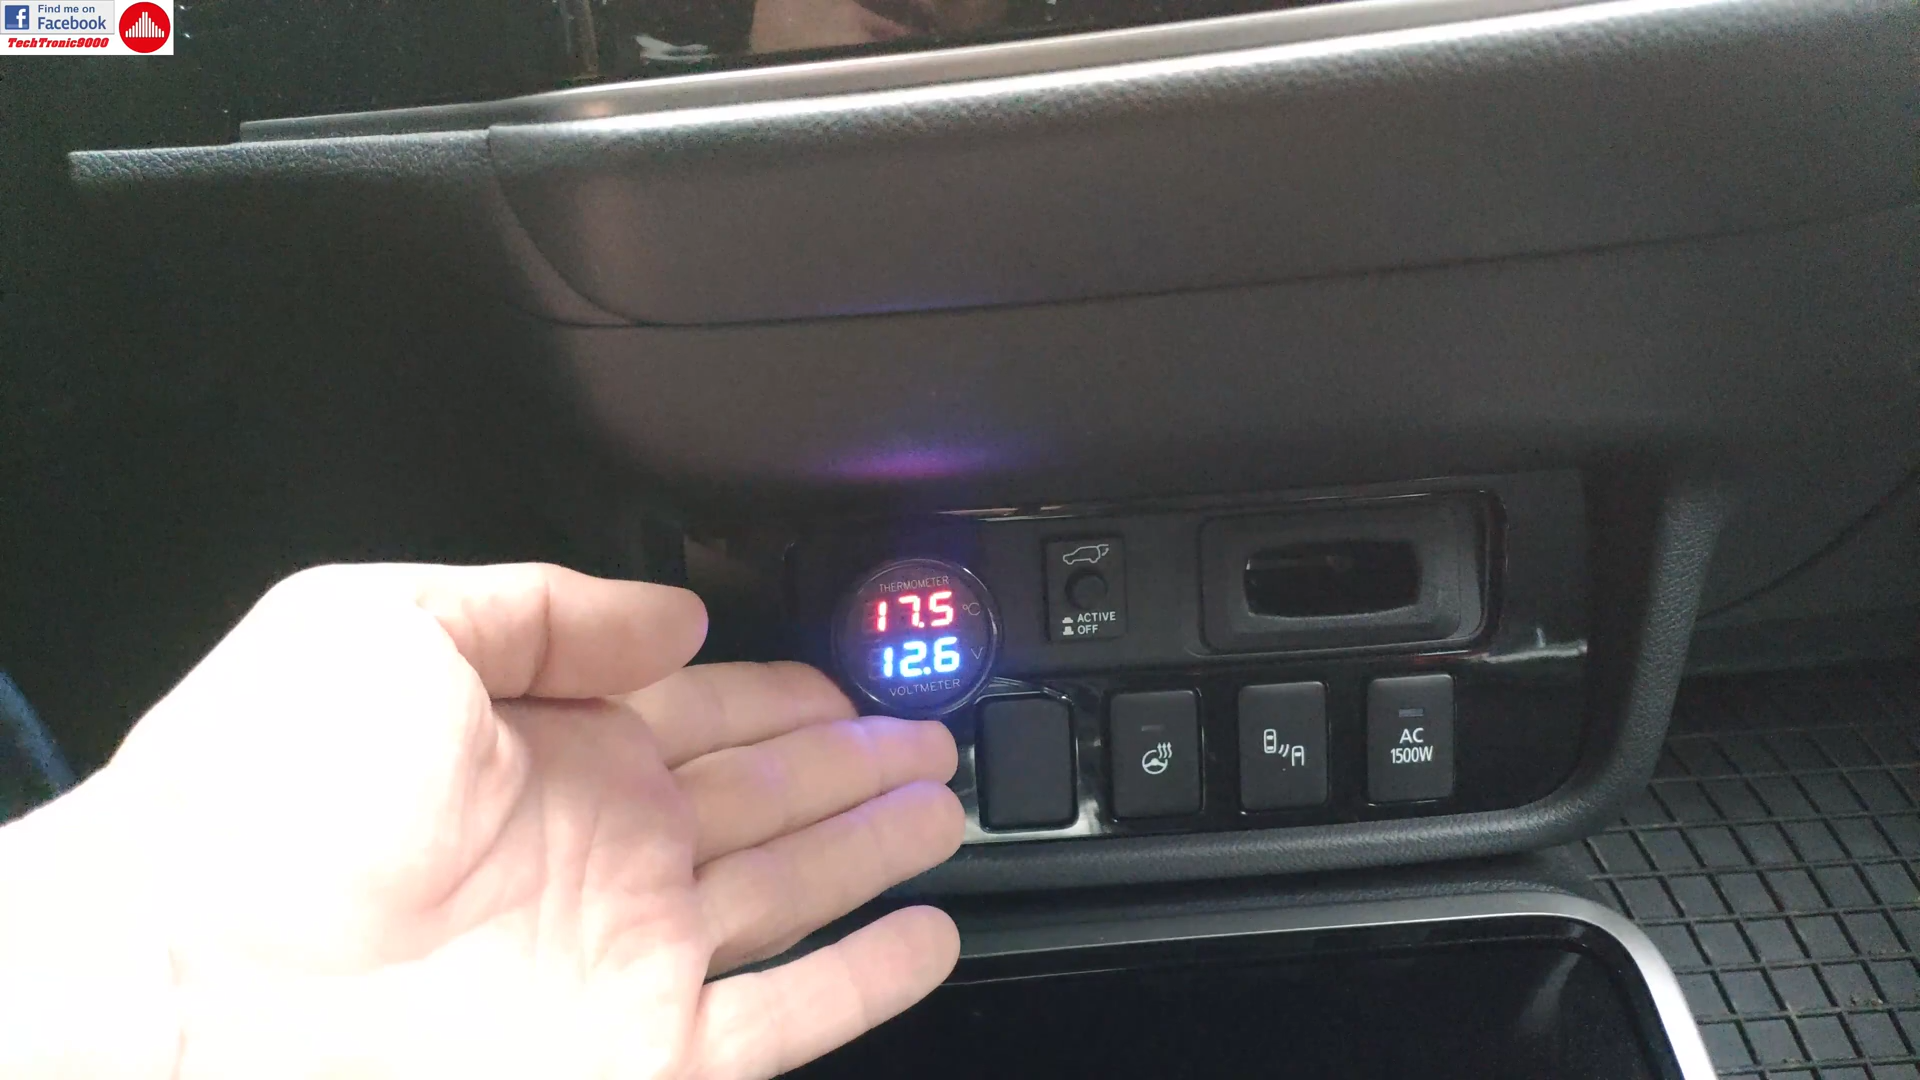 Find me on
Facebook
TechTronic9000
THERMOMETER
17.5 °C
12.6 V
VOLTMETER
ACTIVE
OFF
AC
1500W